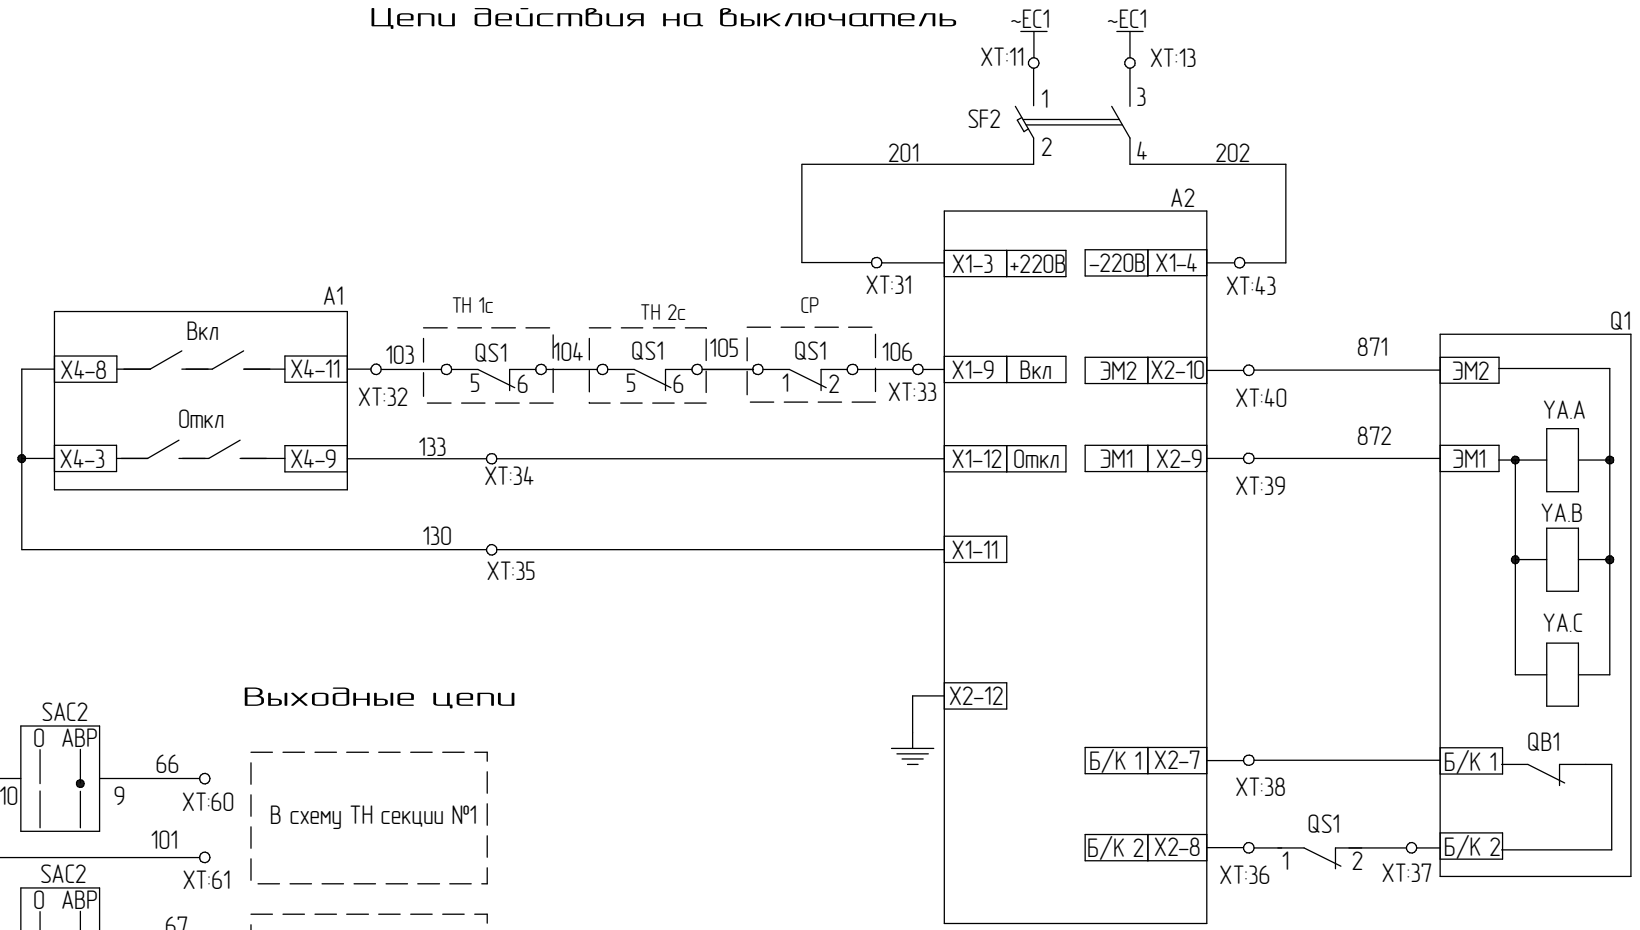 Цепи действия на выключатель
~EC1 ~EC1
XT:11 XT:13
1 3
SF2
2 4
201 202
A2
X1-3 +220В -220В X1-4
XT:31 XT:43
A1 ТН 1с ТН 2с СР Q1
Вкл QS1 QS1 QS1
103 104 105 106 871
X4-8 X4-11 X1-9 Вкл ЭМ2 X2-10 ЭМ2
5 6 5 6 1 2
XT:32 XT:33 XT:40
YA.A
Откл
133 872
X4-3 X4-9 X1-12 Откл ЭМ1 X2-9 ЭМ1
XT:34 XT:39
YA.B
130
X1-11
XT:35
YA.C
Выходные цепи
X2-12
SAC2
0 АВР
QB1
66
Б/К 1 X2-7 Б/К 1
10 9 XT:60
XT:38
В схему ТН секции №1
QS1
101
Б/К 2 X2-8 Б/К 2
1 2
XT:61
XT:36 XT:37
SAC2
0 АВР
67